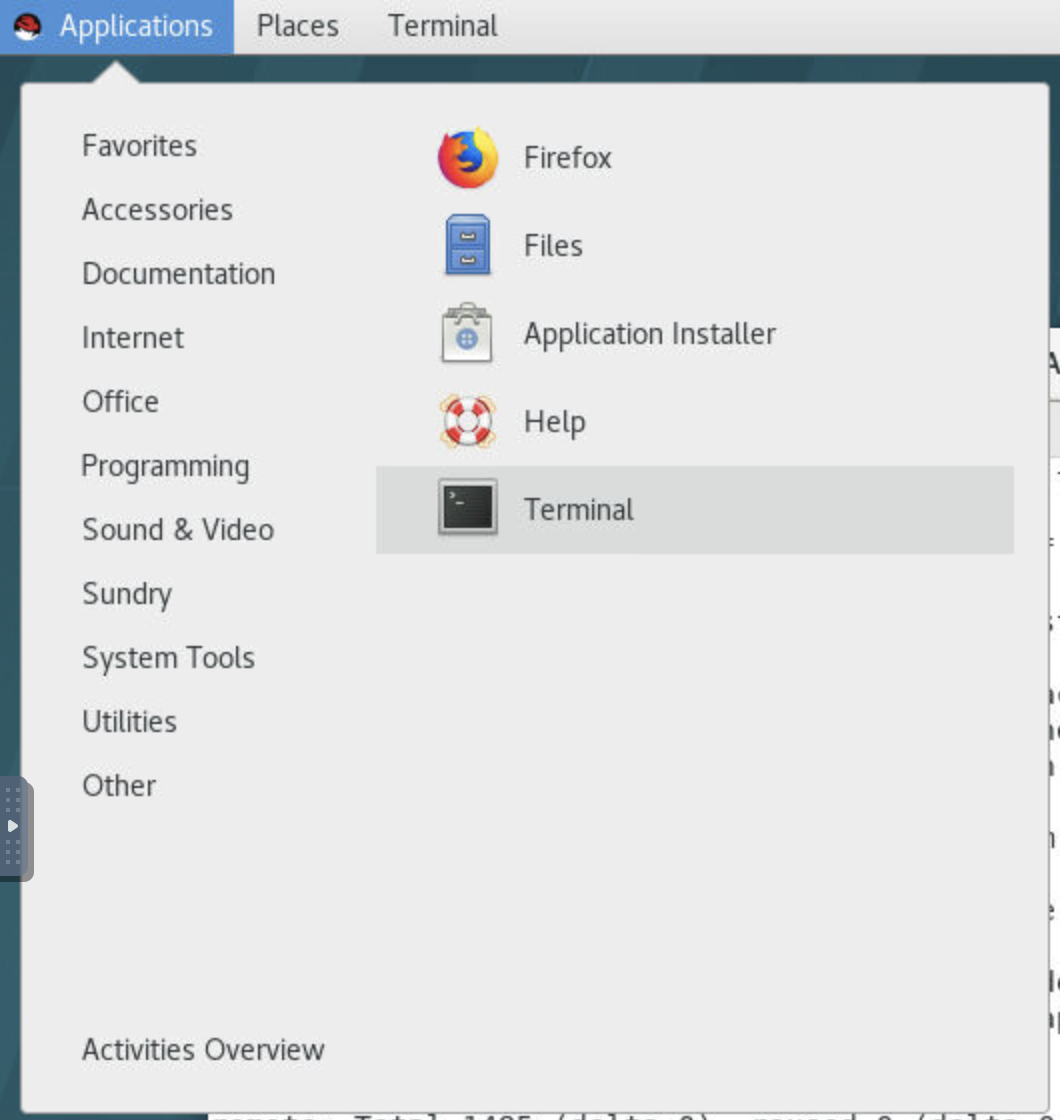 Applications Places Terminal
Favorites
Accessories
Documentation
Internet
Office
Programming
Sound & Video
Sundry
System Tools
Utilities
Other
Activities Overview
Firefox
Files
Application Installer
Help
Terminal